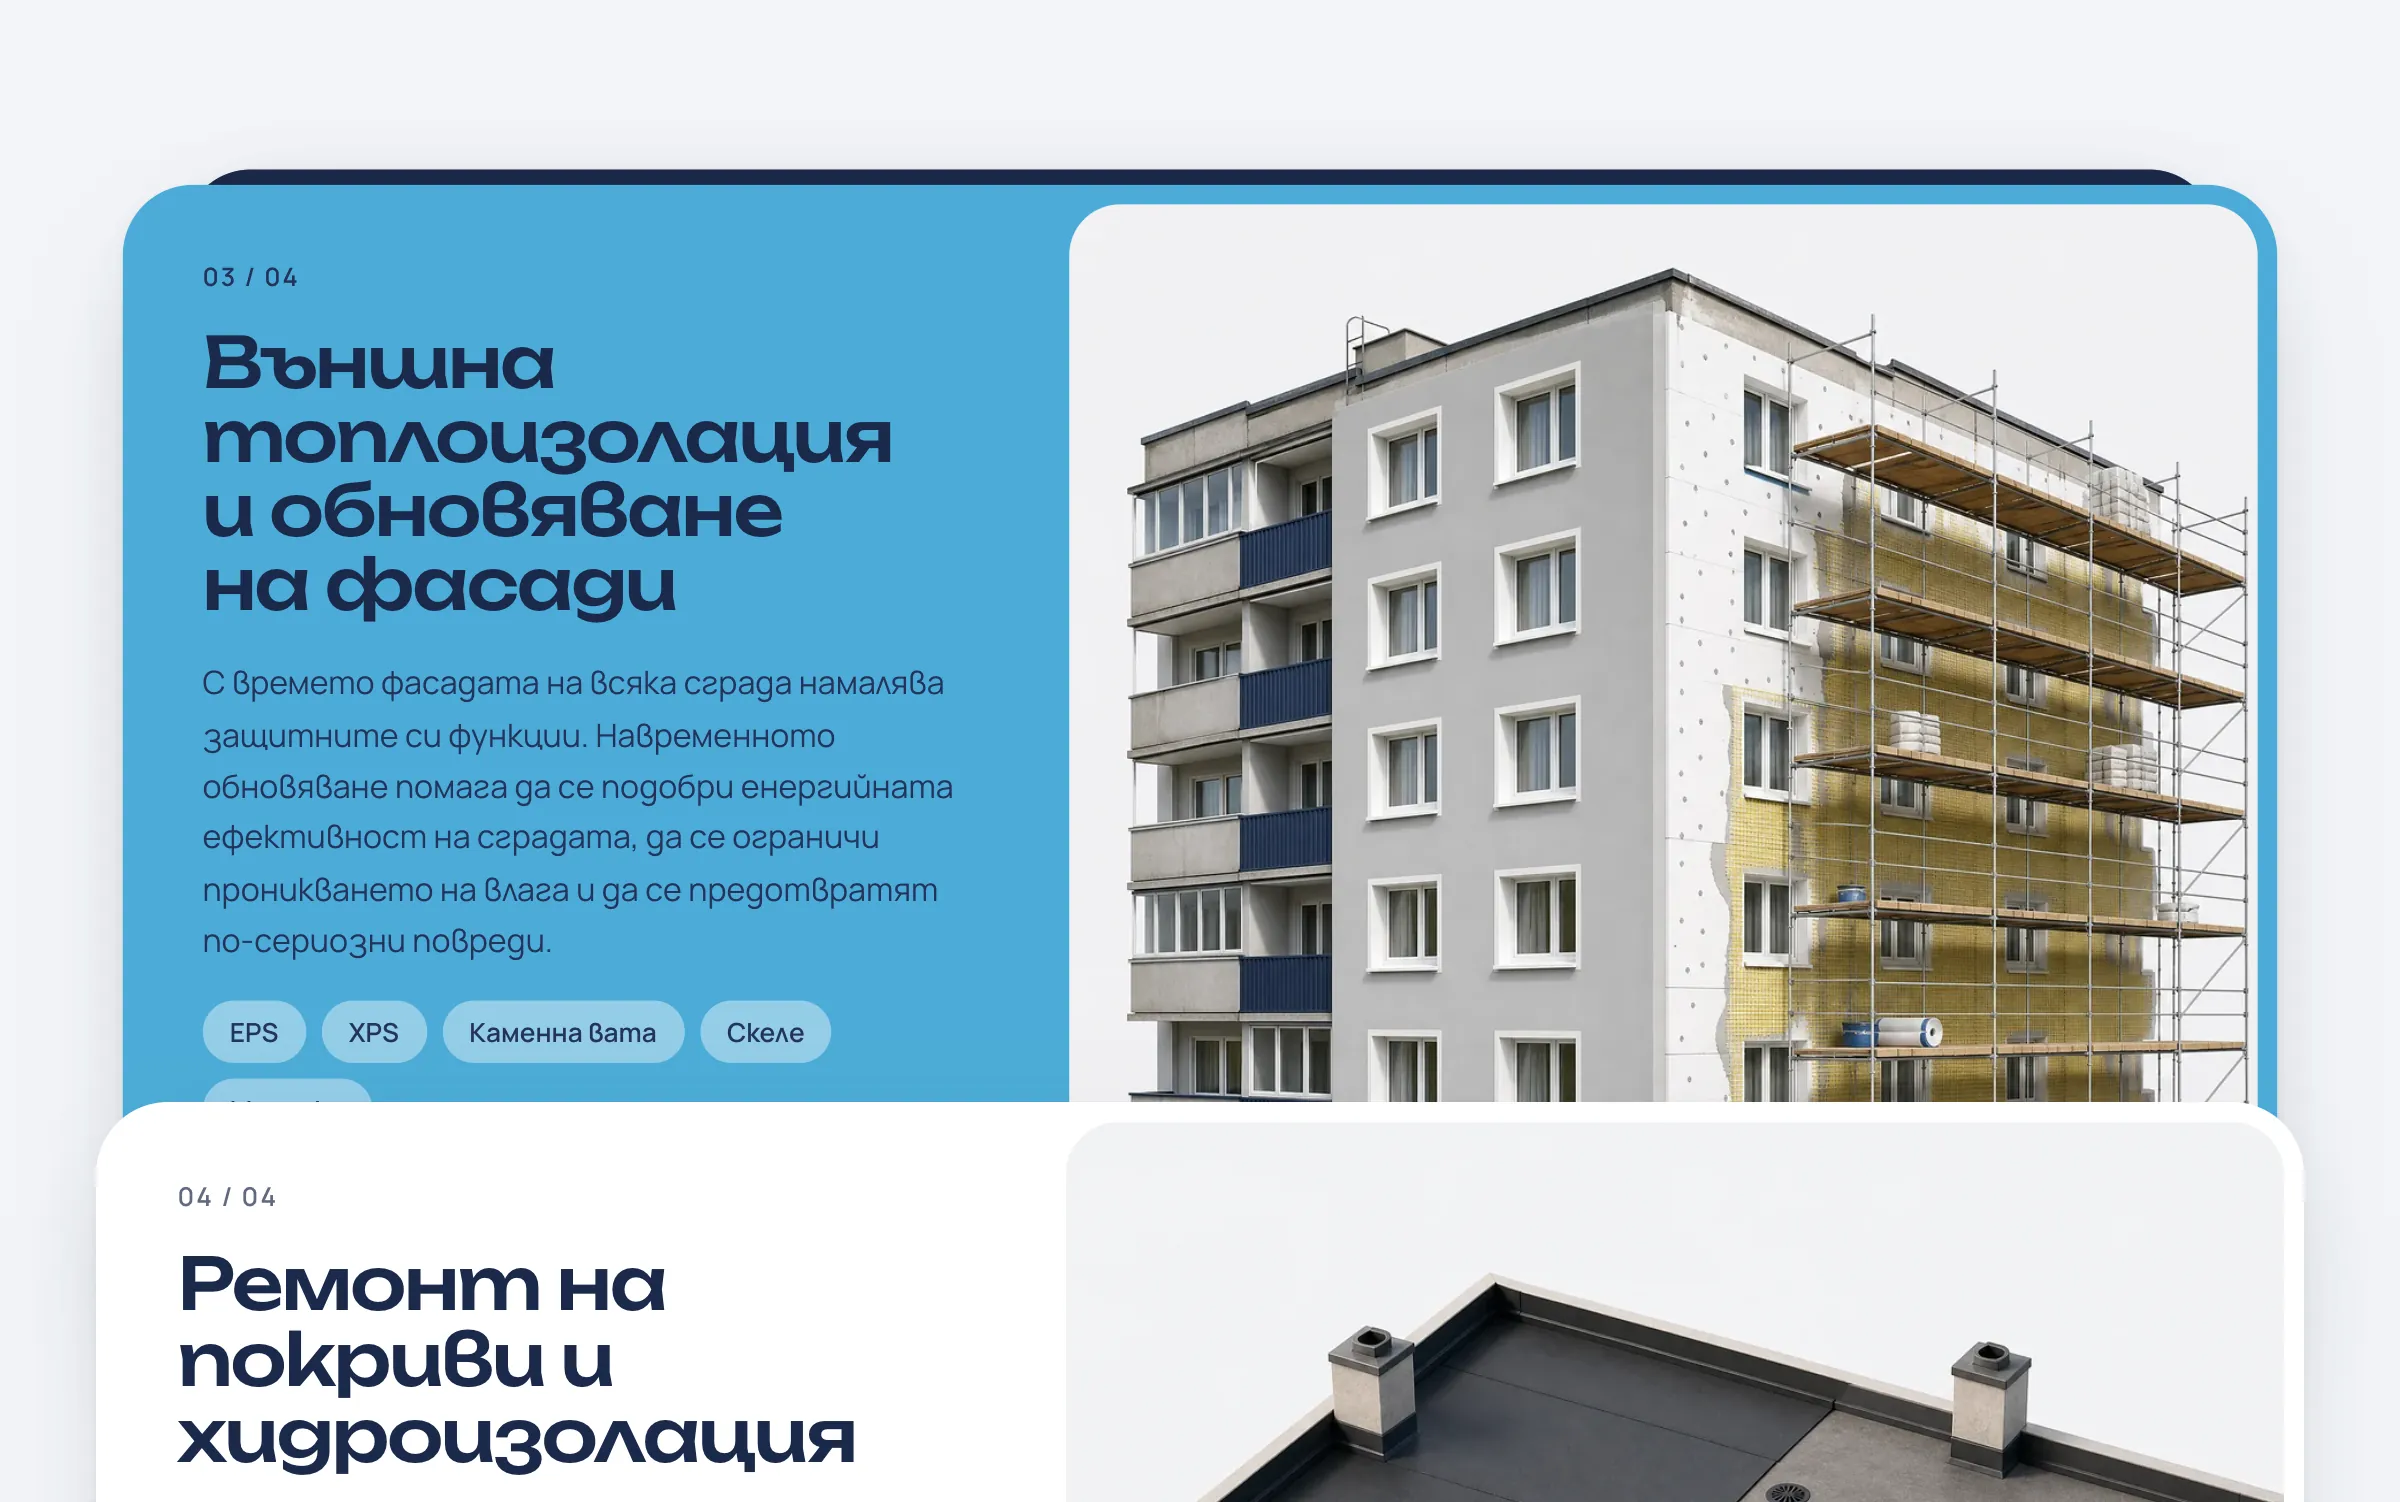 03 / 04
Външна
топлоизолация
и обновяване
на фасади
С времето фасадата на всяка сграда намалява
защитните си функции. Навременното
обновяване помага да се подобри енергийната
ефективност на сградата, да се ограничи
проникването на влага и да се предотвратят
по-сериозни повреди.
EPS
XPS
Каменна вата
Скеле
04 / 04
Ремонт на
покриви и
хидроизолация